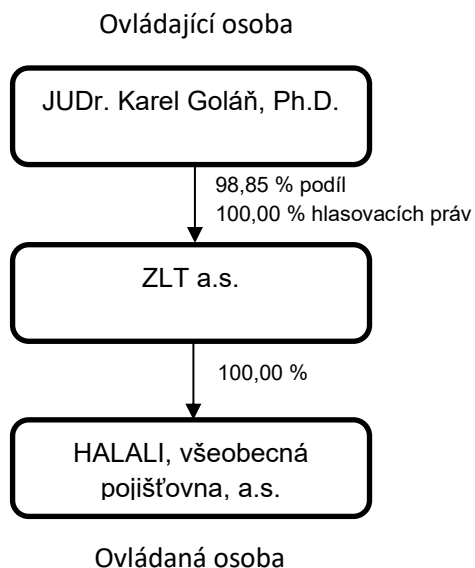 Ovládající osoba
JUDr. Karel Goláň, Ph.D.
98,85 % podíl
100,00 % hlasovacích práv
ZLT a.s.
100,00 %
HALALI, všeobecná
pojišťovna, a.s.
Ovládaná osoba